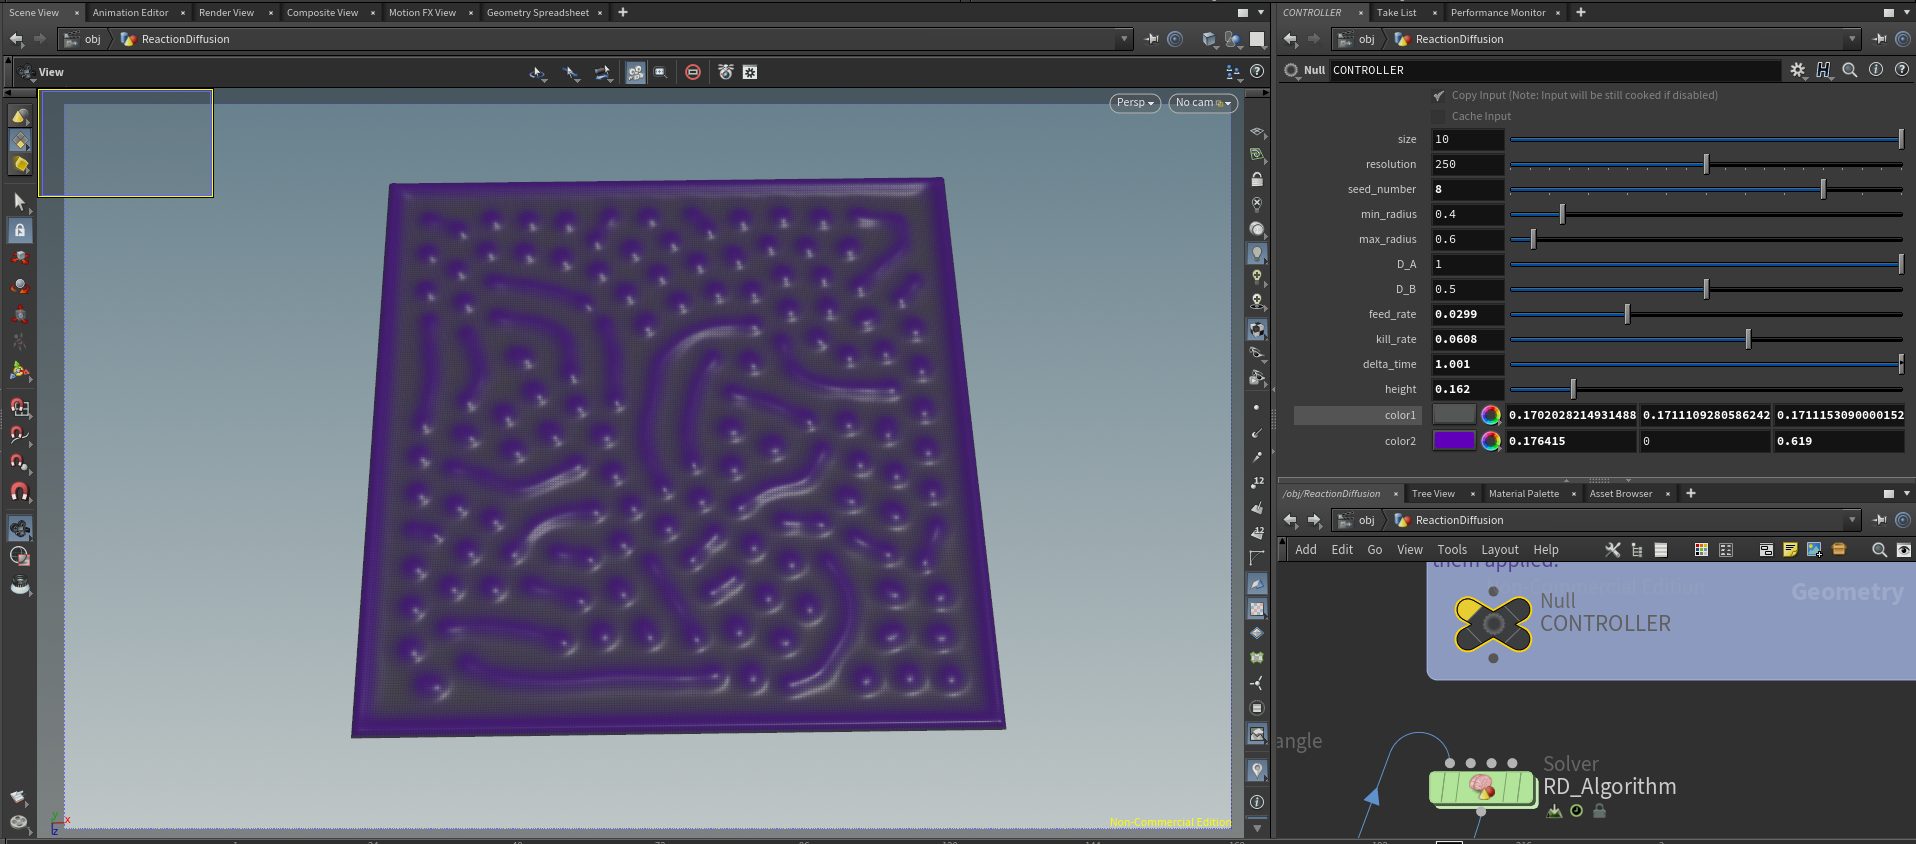 Scene View × Animation Editor × Render View × Composite View × Motion FX View × Geometry Spreadsheet × +
obj ReactionDiffusion
View
Persp No cam
Non-Commercial Edition
CONTROLLER × Take List × Performance Monitor × +
obj ReactionDiffusion
Null CONTROLLER
Copy Input (Note: Input will be still cooked if disabled)
Cache Input
size 10
resolution 250
seed_number 8
min_radius 0.4
max_radius 0.6
D_A 1
D_B 0.5
feed_rate 0.0299
kill_rate 0.0608
delta_time 1.001
height 0.162
color1 0.1702028214931488 0.1711109280586242 0.1711153090000152
color2 0.176415 0 0.619
/obj/ReactionDiffusion × Tree View × Material Palette × Asset Browser × +
obj ReactionDiffusion
Add Edit Go View Tools Layout Help
them applied.
Geometry
Null
CONTROLLER
angle
Solver
RD_Algorithm
12
12
y
x
z